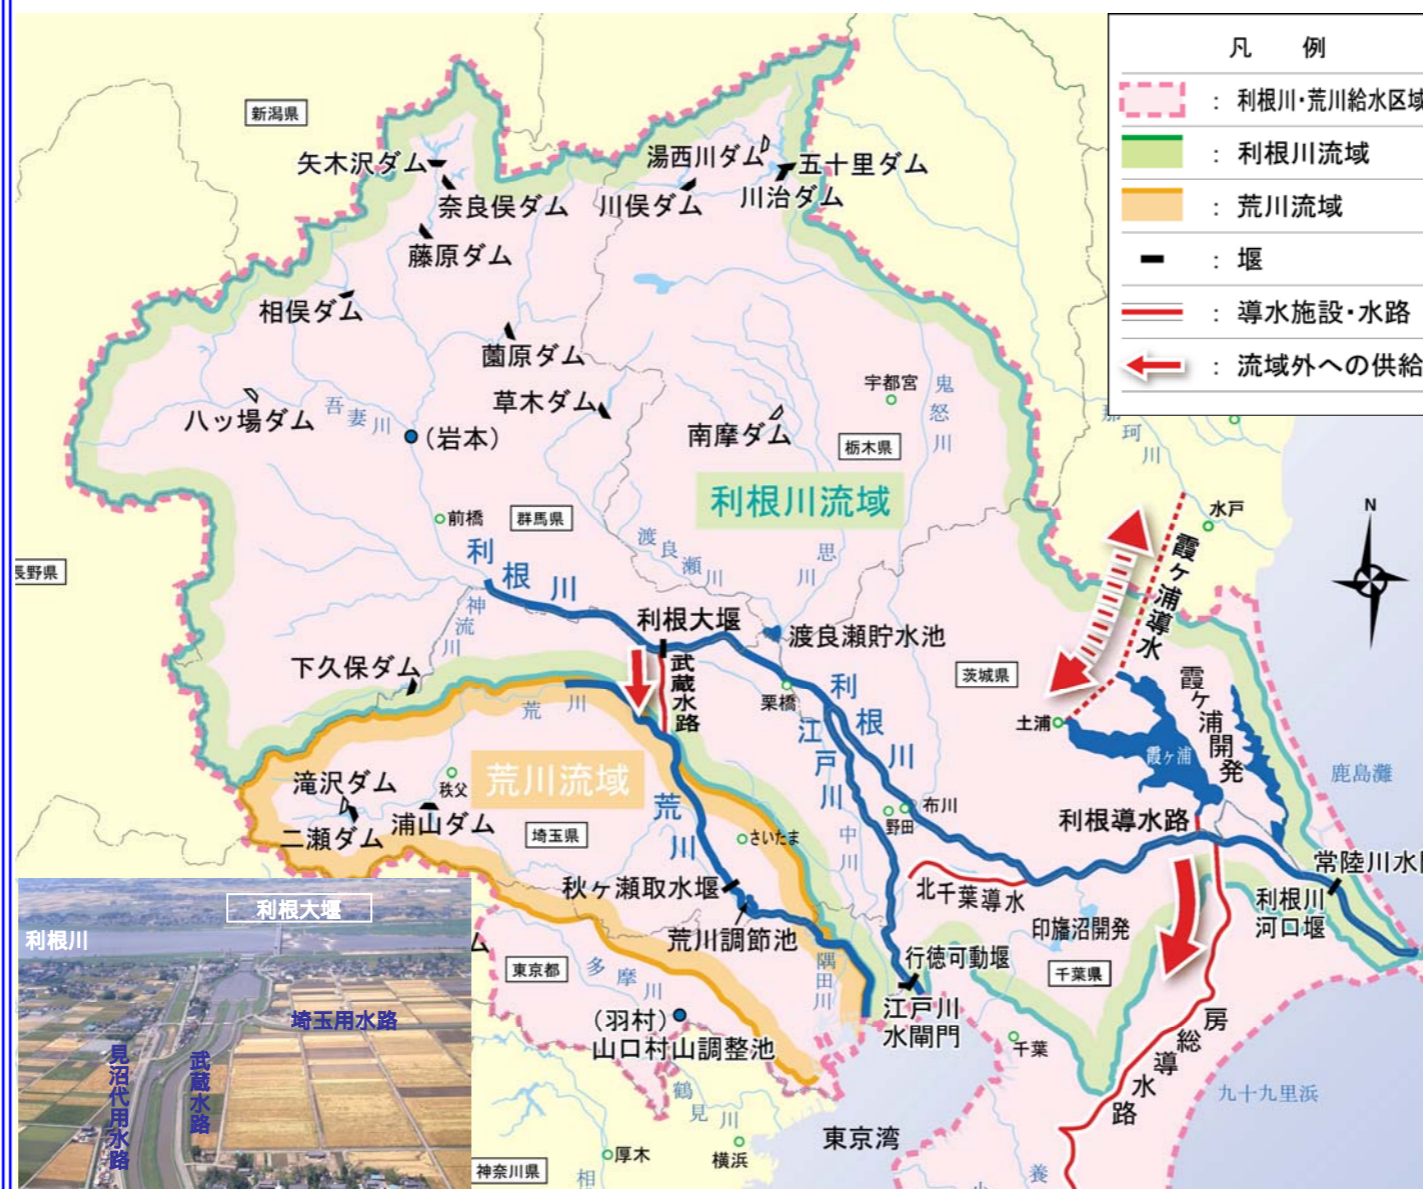 凡 例
: 利根川・荒川給水区域
: 利根川流域
: 荒川流域
: 堰
: 導水施設・水路
: 流域外への供給
新潟県
矢木沢ダム
奈良俣ダム
藤原ダム
湯西川ダム
五十里ダム
川俣ダム
川治ダム
相俣ダム
薗原ダム
草木ダム
八ッ場ダム
吾妻川
(岩本)
南摩ダム
宇都宮
鬼怒川
栃木県
那珂川
利根川流域
前橋
群馬県
渡良瀬川
思川
水戸
N
長野県
利根川
神流川
利根大堰
渡良瀬貯水池
霞ヶ浦導水
下久保ダム
武蔵水路
荒川
栗橋
利根川
江戸川
茨城県
土浦
霞ヶ浦開発
霞ヶ浦
鹿島灘
滝沢ダム
二瀬ダム
秩父
浦山ダム
荒川流域
埼玉県
荒川
さいたま
中川
野田
布川
利根導水路
常陸川水
利根川
河口堰
秋ヶ瀬取水堰
荒川調節池
北千葉導水
印旛沼開発
千葉県
行徳可動堰
江戸川
水閘門
隅田川
東京都
多摩川
(羽村)
山口村山調整池
千葉
房総導水路
九十九里浜
鶴見川
東京湾
厚木
横浜
神奈川県
相
養
ム
利根大堰
利根川
埼玉用水路
見沼代用水路
武蔵水路